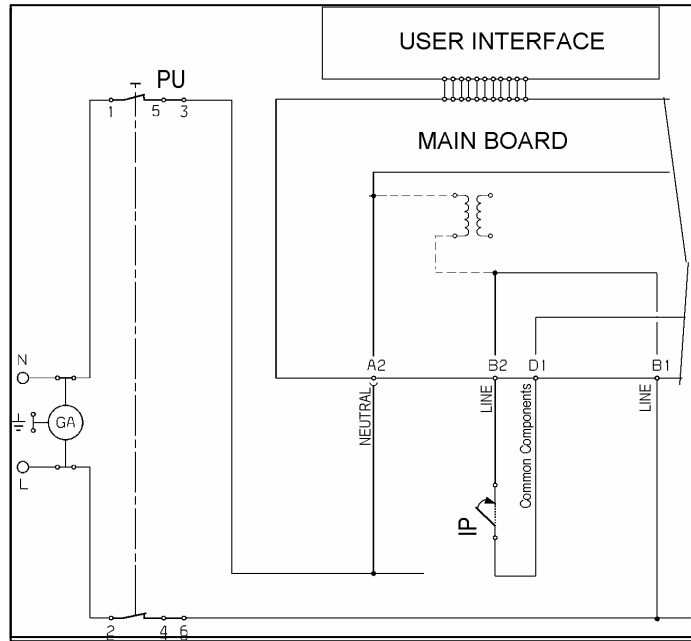 USER INTERFACE
PU
1 5 3
MAIN BOARD
N
A2 B2 D1 B1
NEUTRAL
LINE
Common Components
LINE
GA
L
IP
2 4 6